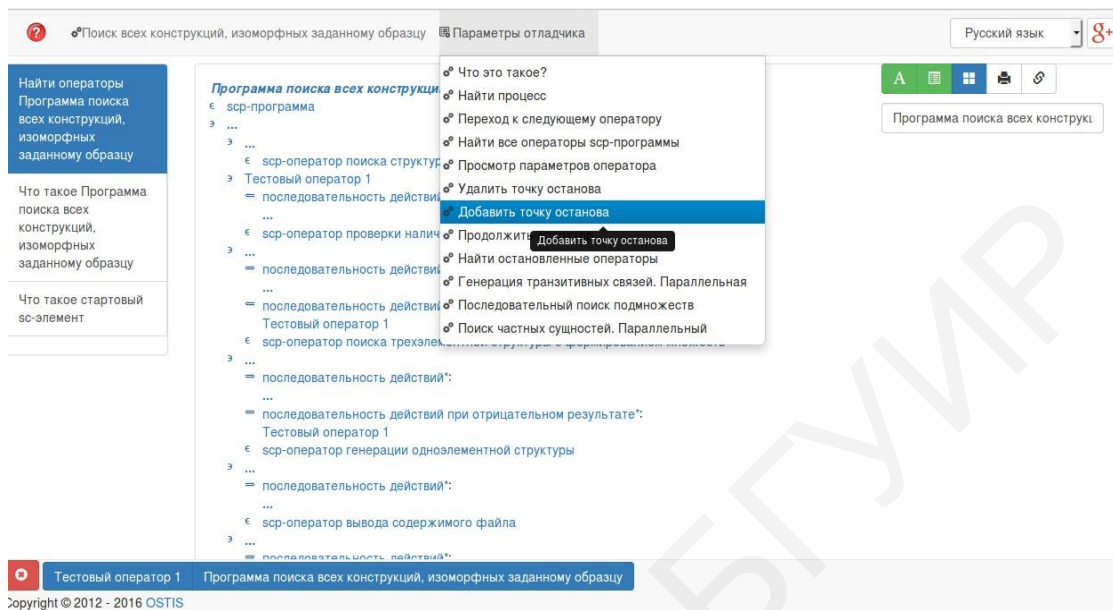 Поиск всех конструкций, изоморфных заданному образцу
Параметры отладчика
Русский язык
g+
Найти операторы
Программа поиска
всех конструкций,
изоморфных
заданному образцу
Что такое Программа
поиска всех
конструкций,
изоморфных
заданному образцу
Что такое стартовый
sc-элемент
Программа поиска всех конструкци
∈ scp-программа
∋ ...
∋ ...
∈ scp-оператор поиска структур
∋ Тестовый оператор 1
⇐ последовательность действи
...
∈ scp-оператор проверки налич
∋ ...
⇒ последовательность действи
...
⇐ последовательность действи
Тестовый оператор 1
∈ scp-оператор поиска трехэлементной структуры с формированием множеств
∋ ...
⇒ последовательность действий*:
...
⇐ последовательность действий при отрицательном результате*:
Тестовый оператор 1
∈ scp-оператор генерации одноэлементной структуры
∋ ...
⇒ последовательность действий*:
...
∈ scp-оператор вывода содержимого файла
∋ ...
⇒ последовательность действий*:
Что это такое?
Найти процесс
Переход к следующему оператору
Найти все операторы scp-программы
Просмотр параметров оператора
Удалить точку останова
Добавить точку останова
Продолжить
Добавить точку останова
Найти остановленные операторы
Генерация транзитивных связей. Параллельная
Последовательный поиск подмножеств
Поиск частных сущностей. Параллельный
A
Программа поиска всех конструкц
Тестовый оператор 1
Программа поиска всех конструкций, изоморфных заданному образцу
Copyright © 2012 - 2016 OSTIS
БГУИР